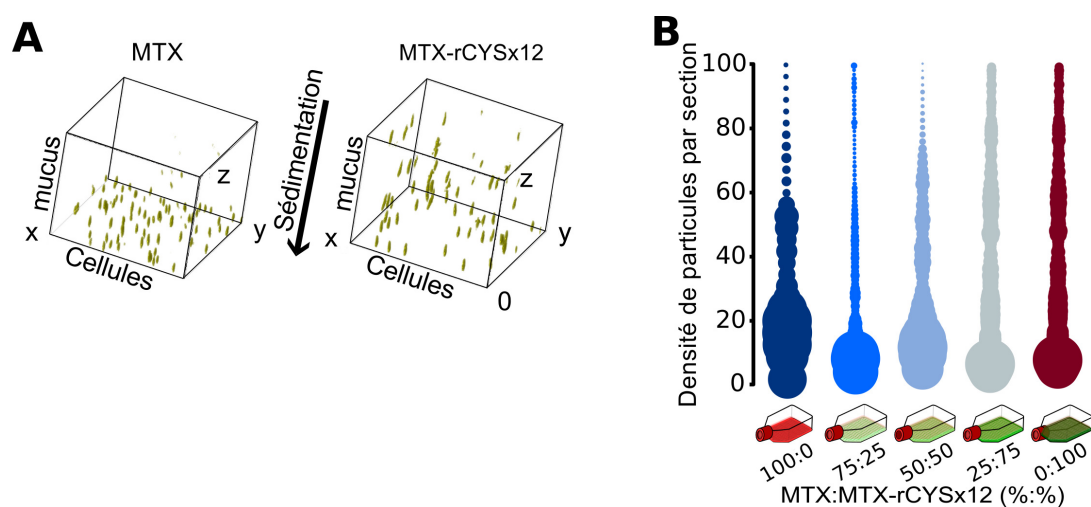 A
MTX
MTX-rCYSx12
mucus
x
Cellules
z
y
Sédimentation
mucus
x
Cellules
z
y
0
B
Densité de particules par section
100
80
60
40
20
0
100:0
75:25
50:50
25:75
0:100
MTX:MTX-rCYSx12 (%:%)